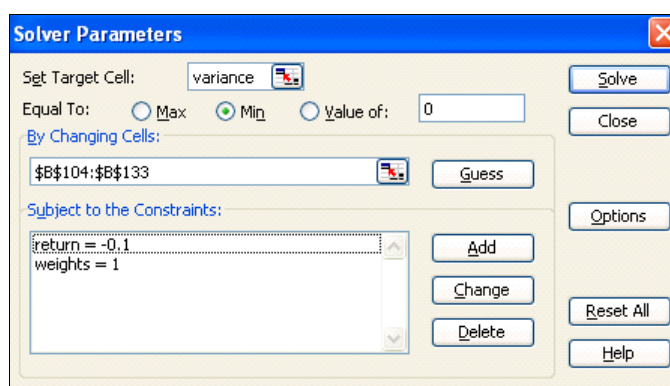 Solver Parameters
Set Target Cell: variance
Solve
Equal To: Max Min Value of: 0
Close
By Changing Cells:
$B$104:$B$133
Guess
Subject to the Constraints:
Options
return = -0.1
weights = 1
Add
Change
Reset All
Delete
Help